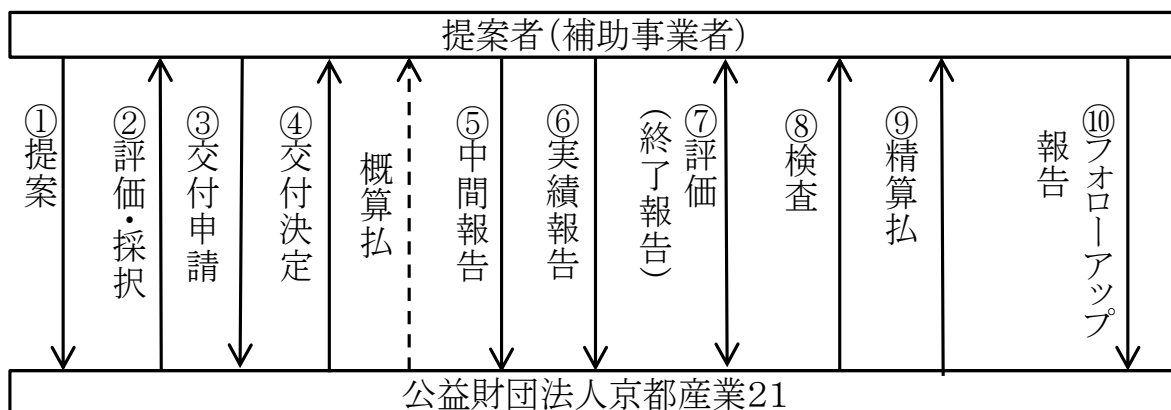 提案者(補助事業者)
①提案
②評価・採択
③交付申請
④交付決定
概算払
⑤中間報告
⑥実績報告
⑦評価
(終了報告)
⑧検査
⑨精算払
⑩フォローアップ
報告
公益財団法人京都産業21